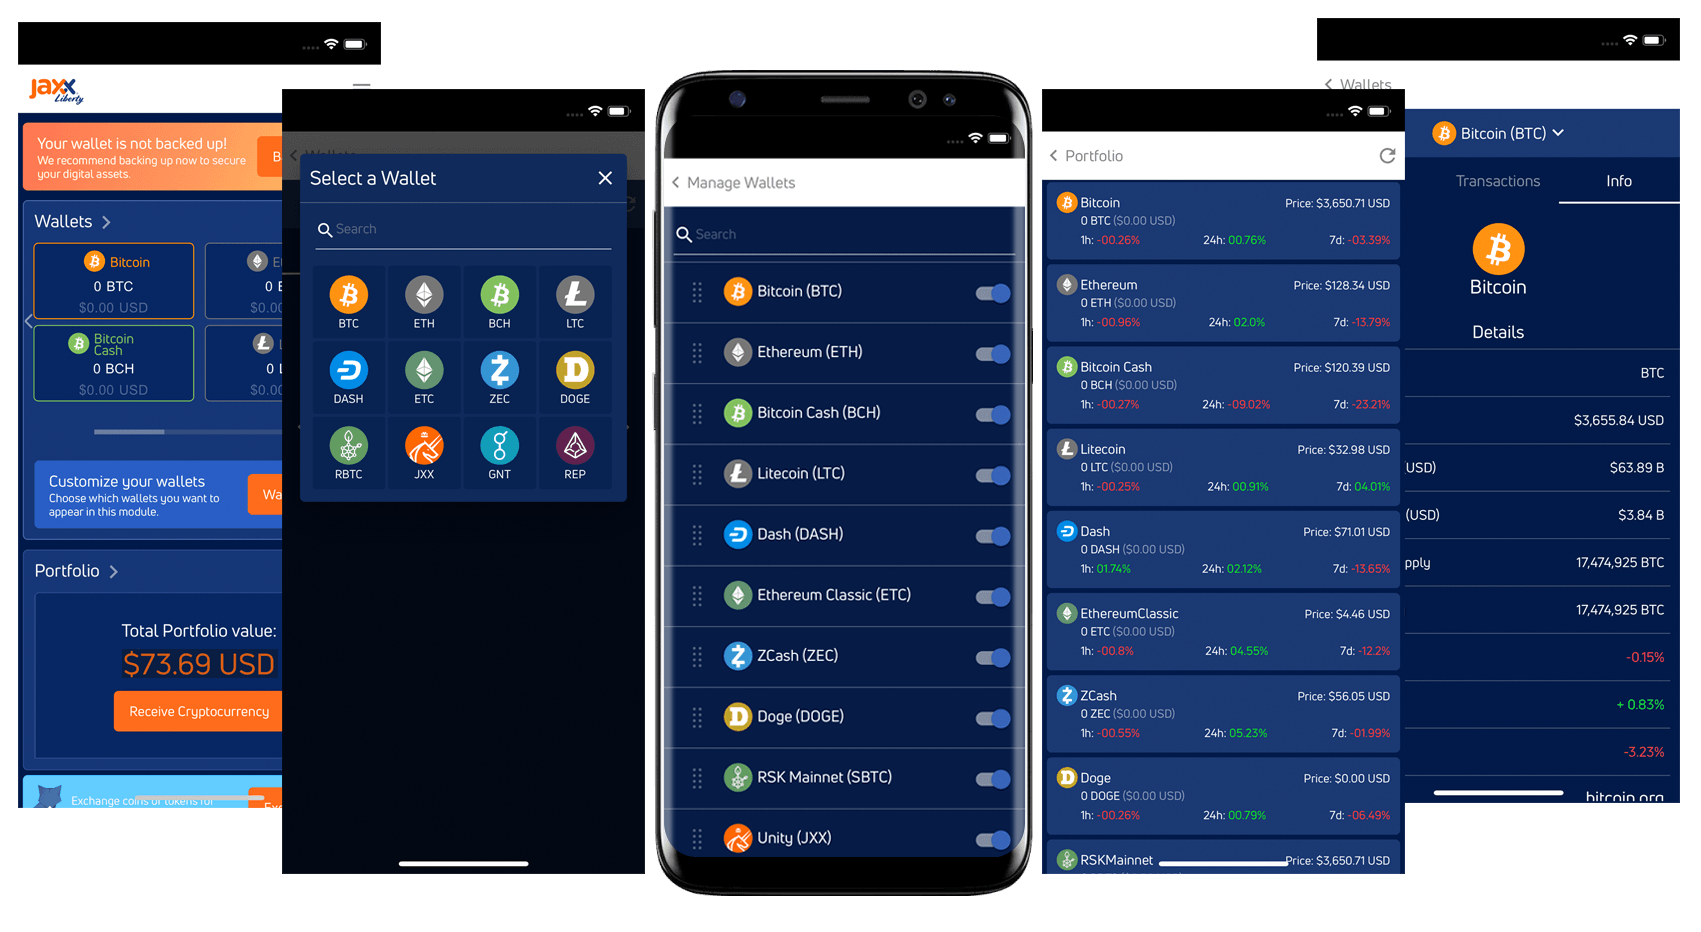 jaxx
Liberty
Your wallet is not backed up!
We recommend backing up now to secure
your digital assets.
Wallets
Bitcoin
0 BTC
$0.00 USD
Bitcoin
Cash
0 BCH
$0.00 USD
Customize your wallets
Choose which wallets you want to
appear in this module.
Portfolio
Total Portfolio value:
$73.69 USD
Receive Cryptocurrency
Exchange coins or tokens for
Select a Wallet
Search
BTC
ETH
BCH
LTC
DASH
ETC
ZEC
DOGE
RBTC
JXX
GNT
REP
Manage Wallets
Search
Bitcoin (BTC)
Ethereum (ETH)
Bitcoin Cash (BCH)
Litecoin (LTC)
Dash (DASH)
Ethereum Classic (ETC)
ZCash (ZEC)
Doge (DOGE)
RSK Mainnet (SBTC)
Unity (JXX)
Portfolio
Bitcoin Price: $3,650.71 USD
0 BTC ($0.00 USD)
1h: -00.26% 24h: 00.76% 7d: -03.39%
Ethereum Price: $128.34 USD
0 ETH ($0.00 USD)
1h: -00.96% 24h: 02.0% 7d: -13.79%
Bitcoin Cash Price: $120.39 USD
0 BCH ($0.00 USD)
1h: -00.27% 24h: -09.02% 7d: -23.21%
Litecoin Price: $32.98 USD
0 LTC ($0.00 USD)
1h: -00.25% 24h: 00.91% 7d: 04.01%
Dash Price: $71.01 USD
0 DASH ($0.00 USD)
1h: 01.74% 24h: 02.12% 7d: -13.65%
EthereumClassic Price: $4.46 USD
0 ETC ($0.00 USD)
1h: -00.8% 24h: 04.55% 7d: -12.2%
ZCash Price: $56.05 USD
0 ZEC ($0.00 USD)
1h: -00.55% 24h: 05.23% 7d: -01.99%
Doge Price: $0.00 USD
0 DOGE ($0.00 USD)
1h: -00.26% 24h: 00.79% 7d: -06.49%
RSKMainnet Price: $3,650.71 USD
Wallets
Bitcoin (BTC)
Transactions Info
Bitcoin
Details
BTC
$3,655.84 USD
USD) $63.89 B
(USD) $3.84 B
pply 17,474,925 BTC
17,474,925 BTC
-0.15%
+ 0.83%
-3.23%
bitcoin.org